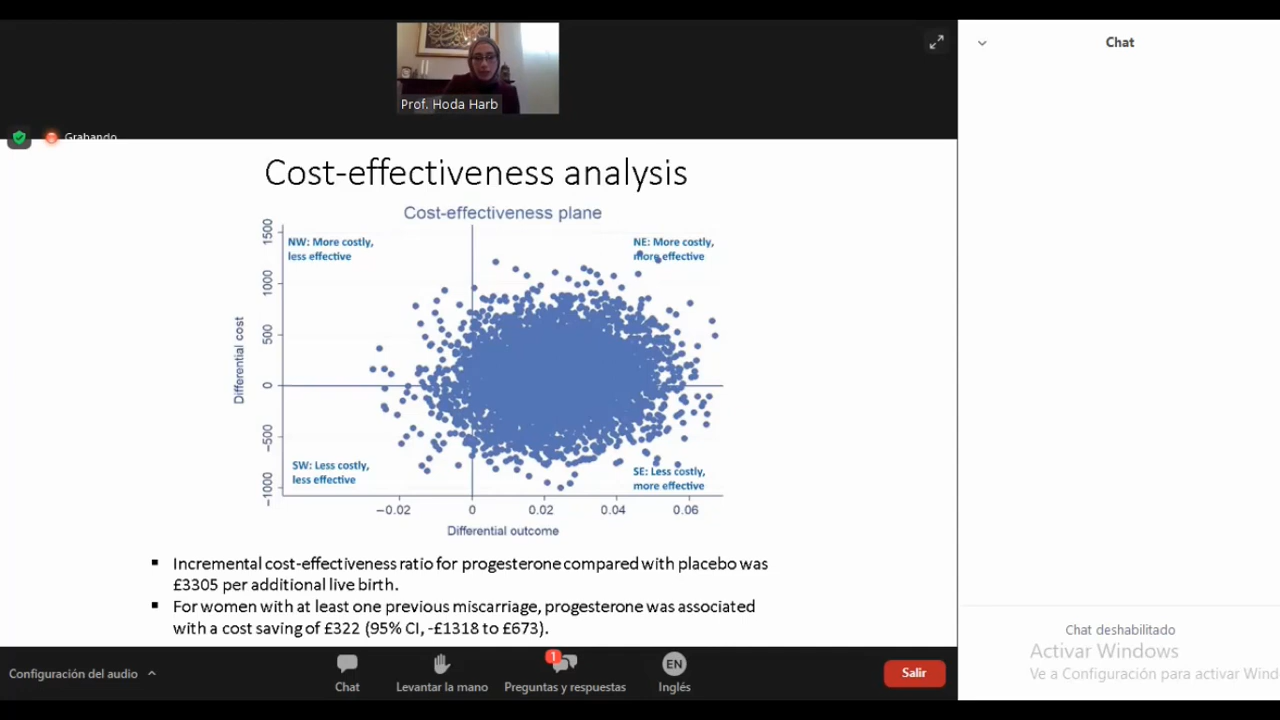 Chat
Prof. Hoda Harb
Grabando
Cost-effectiveness analysis
Cost-effectiveness plane
1500
1000
500
0
−500
−1000
Differential cost
NW: More costly,
less effective
NE: More costly,
more effective
SW: Less costly,
less effective
SE: Less costly,
more effective
−0.02
0
0.02
0.04
0.06
Differential outcome
▪ Incremental cost-effectiveness ratio for progesterone compared with placebo was
£3305 per additional live birth.
▪ For women with at least one previous miscarriage, progesterone was associated
with a cost saving of £322 (95% CI, -£1318 to £673).
Chat deshabilitado
Activar Windows
Ve a Configuración para activar Wind
Configuración del audio
Chat
Levantar la mano
1
Preguntas y respuestas
EN
Inglés
Salir